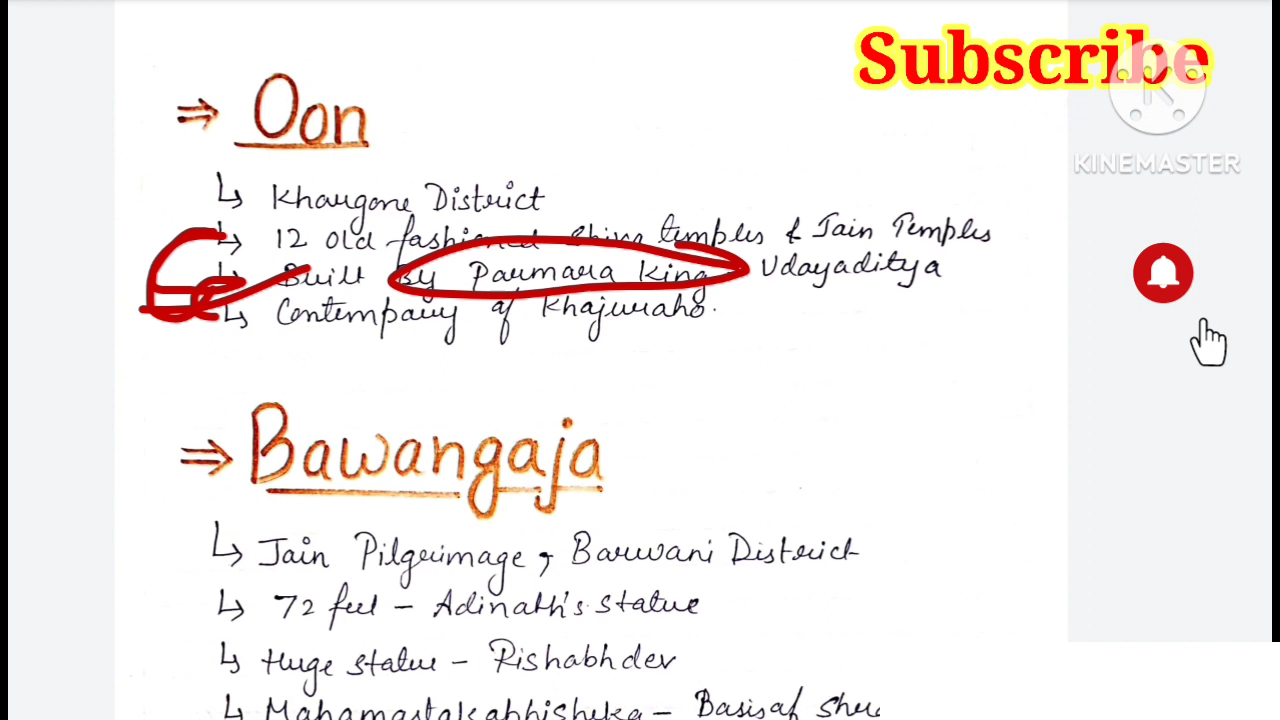 Subscribe
KINEMASTER
⇒ Oon
↳ Khargone District
↳ 12 old fashioned Shiva temples & Jain Temples
↳ Built By Parmara King Udayaditya
↳ Contempary of Khajuraho.
⇒ Bawangaja
↳ Jain Pilgrimage, Barwani District
↳ 72 feet - Adinath's statue
↳ Huge statue - Rishabhdev
↳ Mahamastakabhisheka -